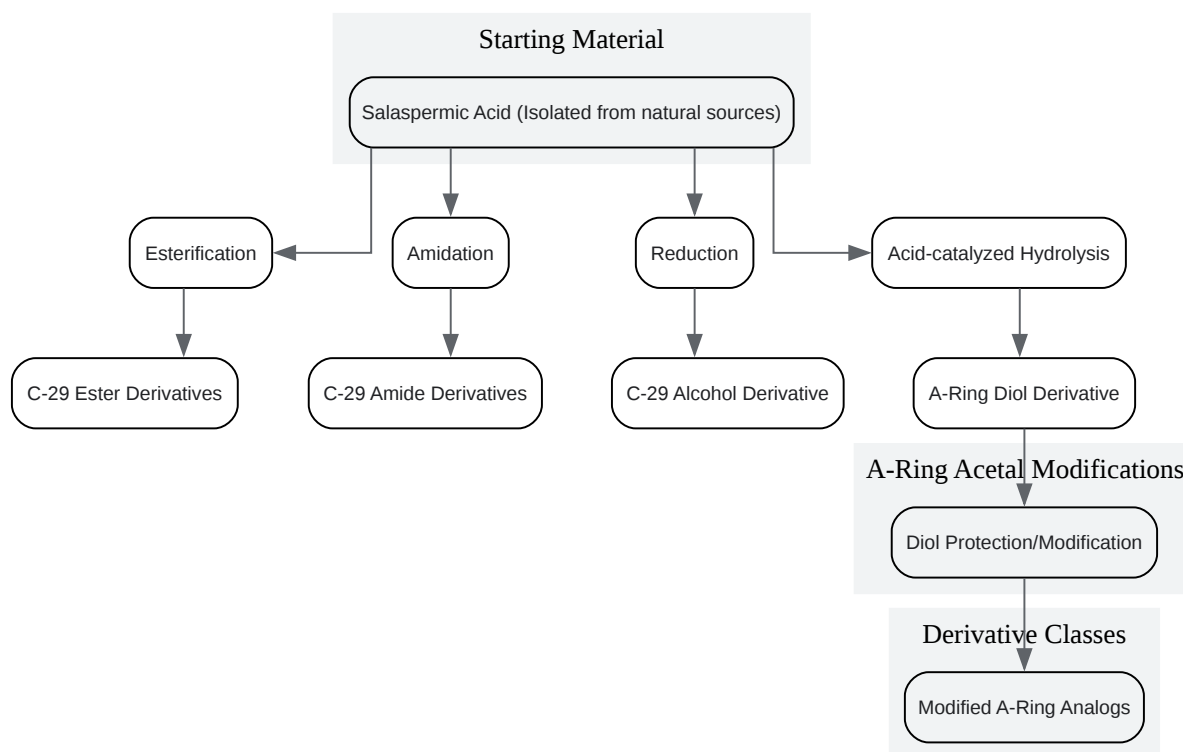 Starting Material
Salaspermic Acid (Isolated from natural sources)
Esterification
Amidation
Reduction
Acid-catalyzed Hydrolysis
C-29 Ester Derivatives
C-29 Amide Derivatives
C-29 Alcohol Derivative
A-Ring Diol Derivative
A-Ring Acetal Modifications
Diol Protection/Modification
Derivative Classes
Modified A-Ring Analogs